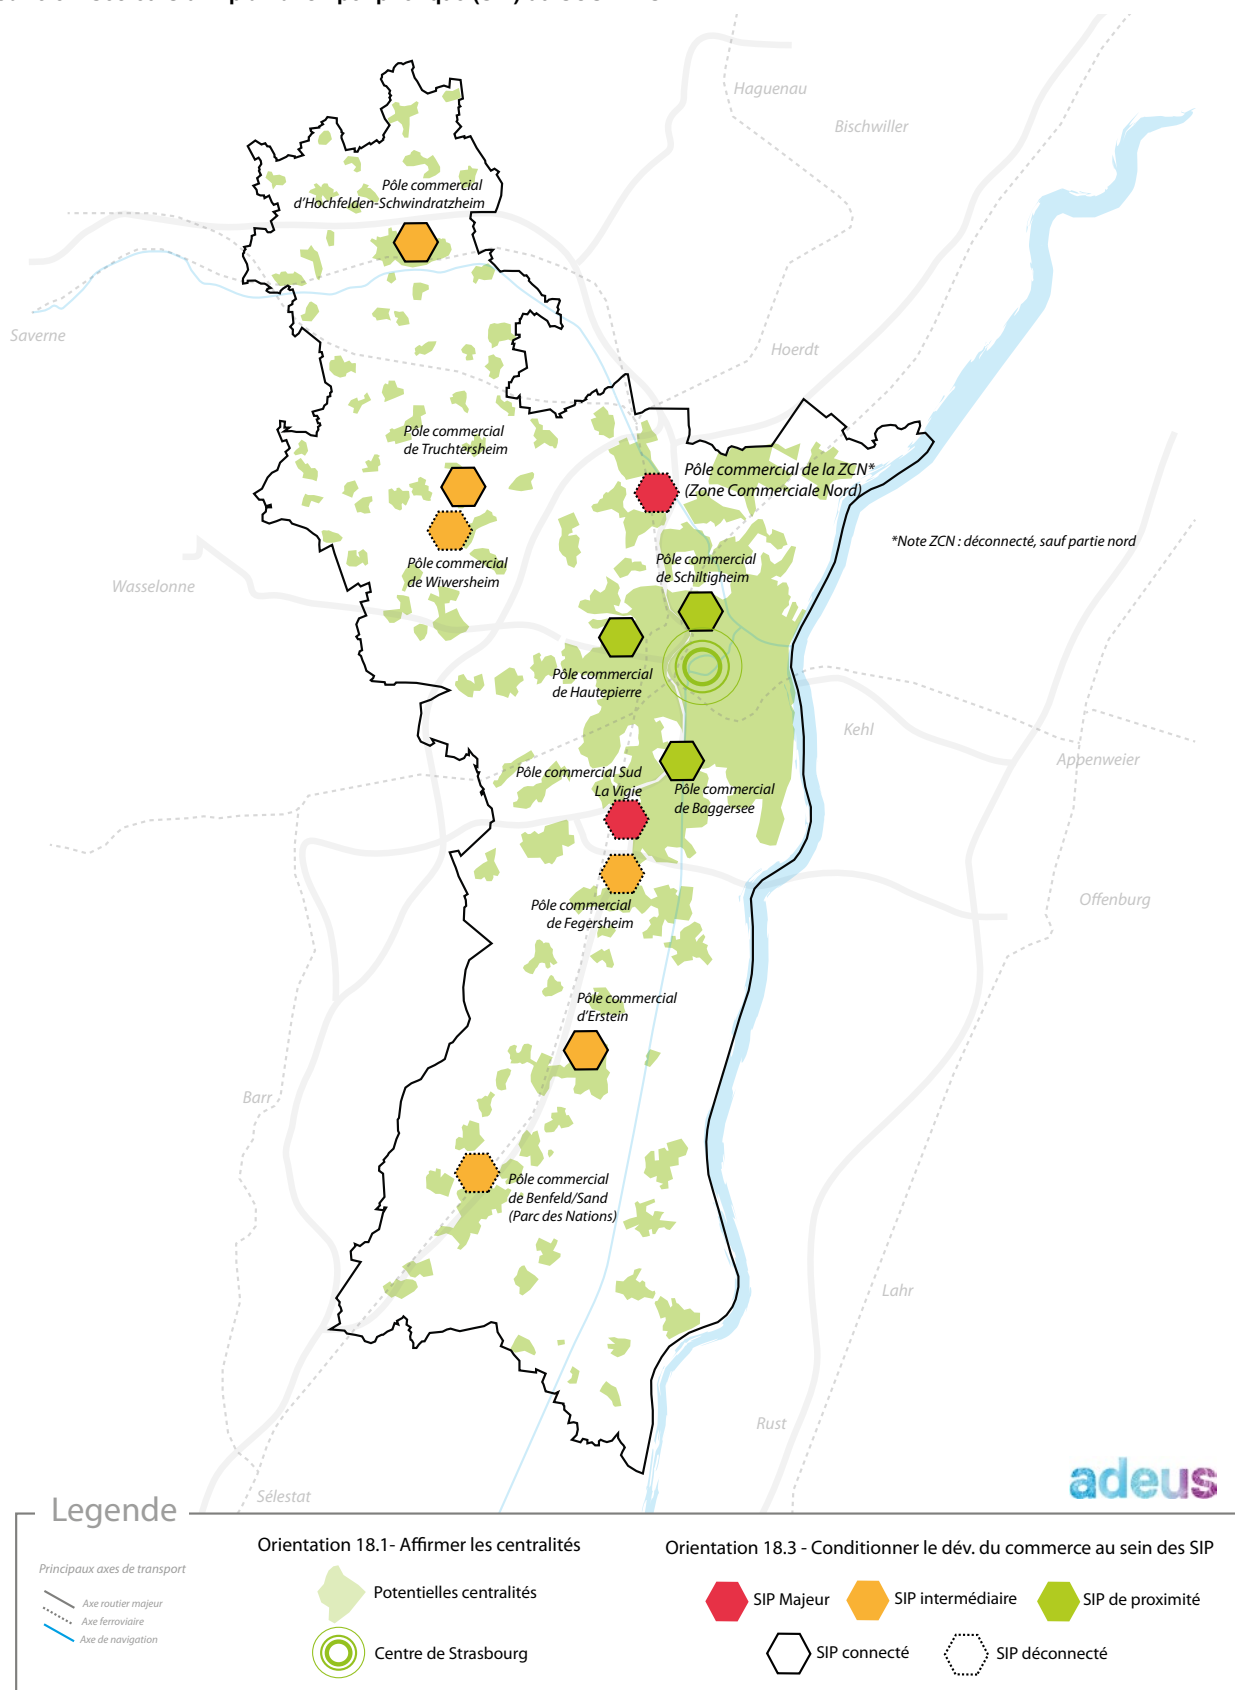 Haguenau
Bischwiller
Pôle commercial
d'Hochfelden-Schwindratzheim
Saverne
Hoerdt
Pôle commercial
de Truchtersheim
Pôle commercial de la ZCN*
(Zone Commerciale Nord)
*Note ZCN : déconnecté, sauf partie nord
Pôle commercial
de Wiwersheim
Pôle commercial
de Schiltigheim
Wasselonne
Pôle commercial
de Hautepierre
Kehl
Appenweier
Pôle commercial Sud
La Vigie
Pôle commercial
de Baggersee
Offenburg
Pôle commercial
de Fegersheim
Pôle commercial
d'Erstein
Barr
Pôle commercial
de Benfeld/Sand
(Parc des Nations)
Lahr
Rust
Sélestat
adeus
Legende
Principaux axes de transport
Axe routier majeur
Axe ferroviaire
Axe de navigation
Orientation 18.1- Affirmer les centralités
Potentielles centralités
Centre de Strasbourg
Orientation 18.3 - Conditionner le dév. du commerce au sein des SIP
SIP Majeur
SIP intermédiaire
SIP de proximité
SIP connecté
SIP déconnecté